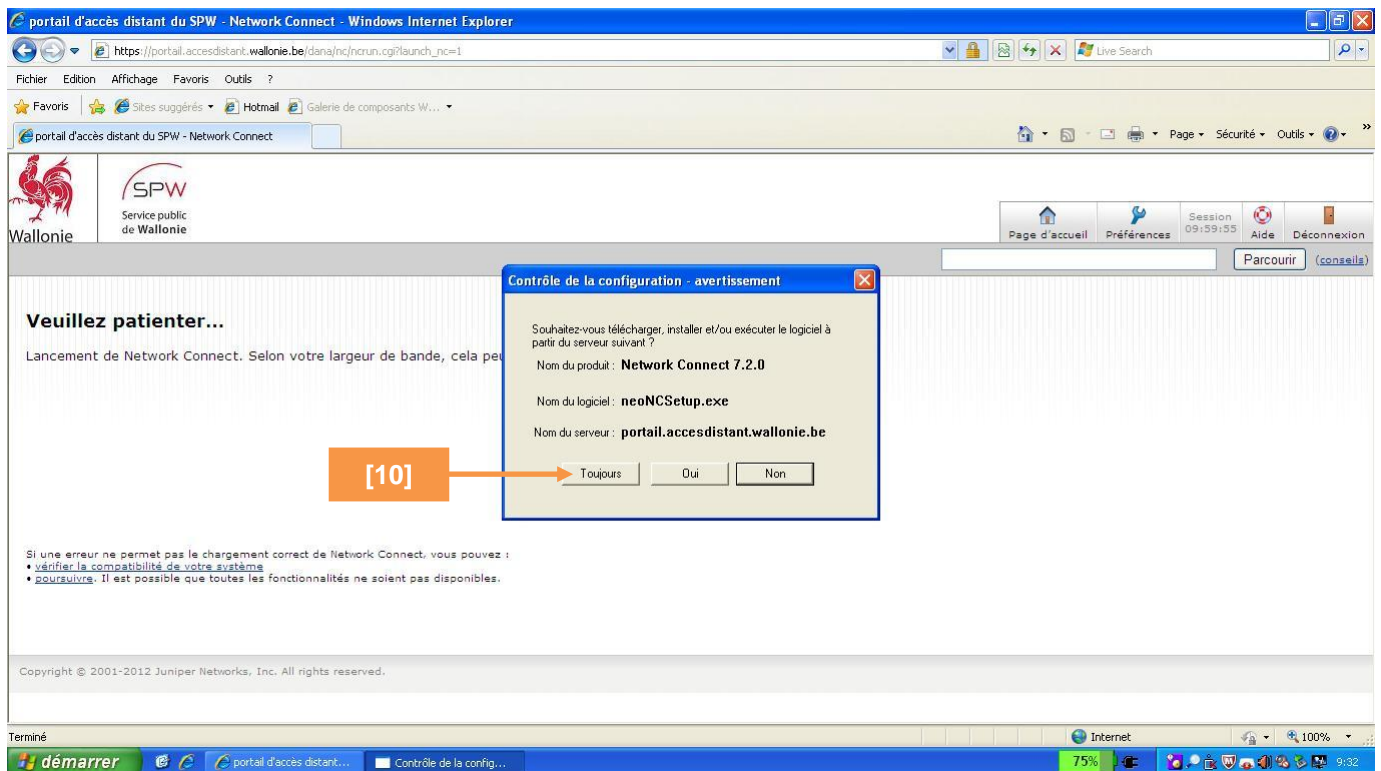 portail d'accès distant du SPW - Network Connect - Windows Internet Explorer
https://portail.accesdistant.wallonie.be/dana/nc/ncrun.cgi?launch_nc=1
Live Search
Fichier Edition Affichage Favoris Outils ?
Favoris Sites suggérés Hotmail Galerie de composants W...
portail d'accès distant du SPW - Network Connect
Page Sécurité Outils »
Wallonie
SPW
Service public
de Wallonie
Page d'accueil Préférences Session 09:59:55 Aide Déconnexion
Parcourir (conseils)
Contrôle de la configuration - avertissement
Veuillez patienter...
Lancement de Network Connect. Selon votre largeur de bande, cela peu
Souhaitez-vous télécharger, installer et/ou exécuter le logiciel à
partir du serveur suivant ?
Nom du produit : Network Connect 7.2.0
Nom du logiciel : neoNCSetup.exe
Nom du serveur : portail.accesdistant.wallonie.be
[10]
Toujours Oui Non
Si une erreur ne permet pas le chargement correct de Network Connect, vous pouvez :
• vérifier la compatibilité de votre système
• poursuivre. Il est possible que toutes les fonctionnalités ne soient pas disponibles.
Copyright © 2001-2012 Juniper Networks, Inc. All rights reserved.
Terminé Internet 100%
démarrer portail d'accès distant... Contrôle de la config... 75% 9:32